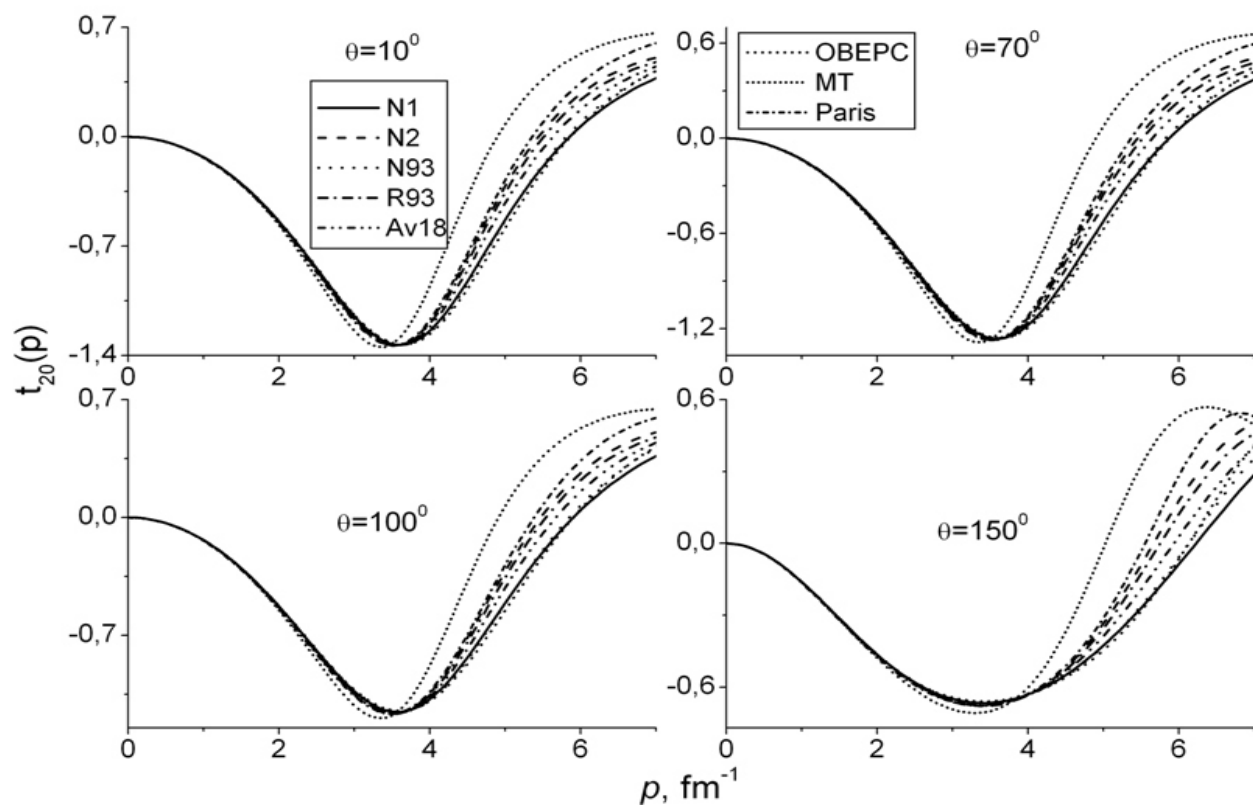 0,7
0,0
-0,7
-1,4
θ=10⁰
N1
N2
N93
R93
Av18
0 2 4 6
0,6
0,0
-0,6
-1,2
OBEPC
MT
Paris
θ=70⁰
0 2 4 6
t₂₀(p)
0,7
0,0
-0,7
θ=100⁰
0 2 4 6
0,6
0,0
-0,6
θ=150⁰
0 2 4 6
p, fm⁻¹